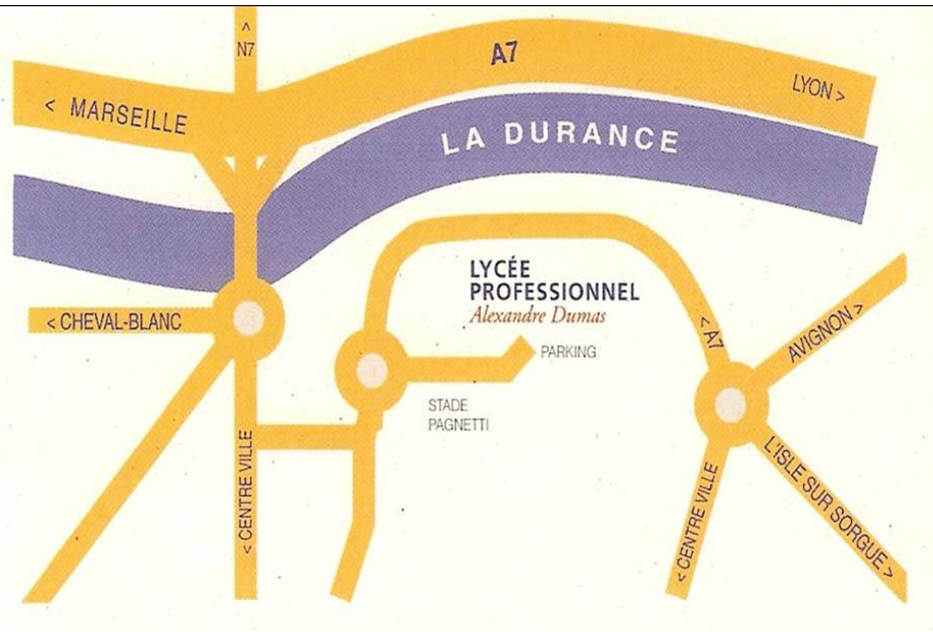 < N7
A7
LYON >
< MARSEILLE
LA DURANCE
LYCÉE
PROFESSIONNEL
Alexandre Dumas
< CHEVAL-BLANC
< A7
AVIGNON >
PARKING
STADE
PAGNETTI
< CENTRE VILLE
< CENTRE VILLE
L'ISLE SUR SORGUE >